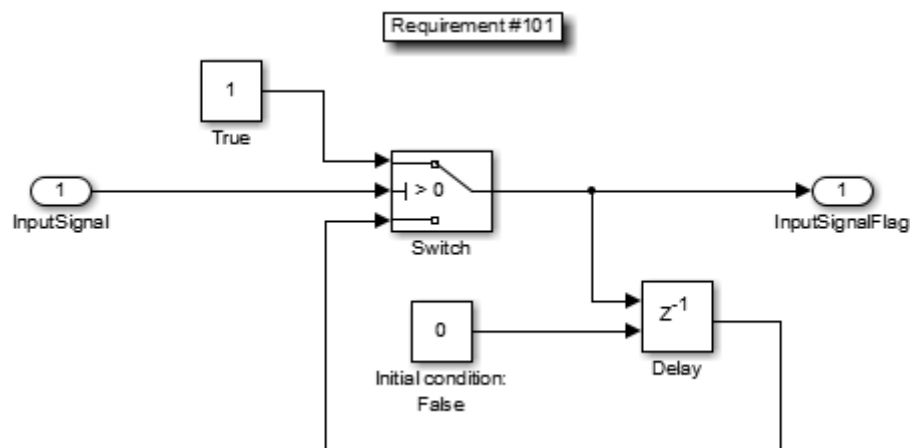 Requirement #101
1
True
1
InputSignal
> 0
Switch
1
InputSignalFlag
0
Initial condition:
False
z-1
Delay